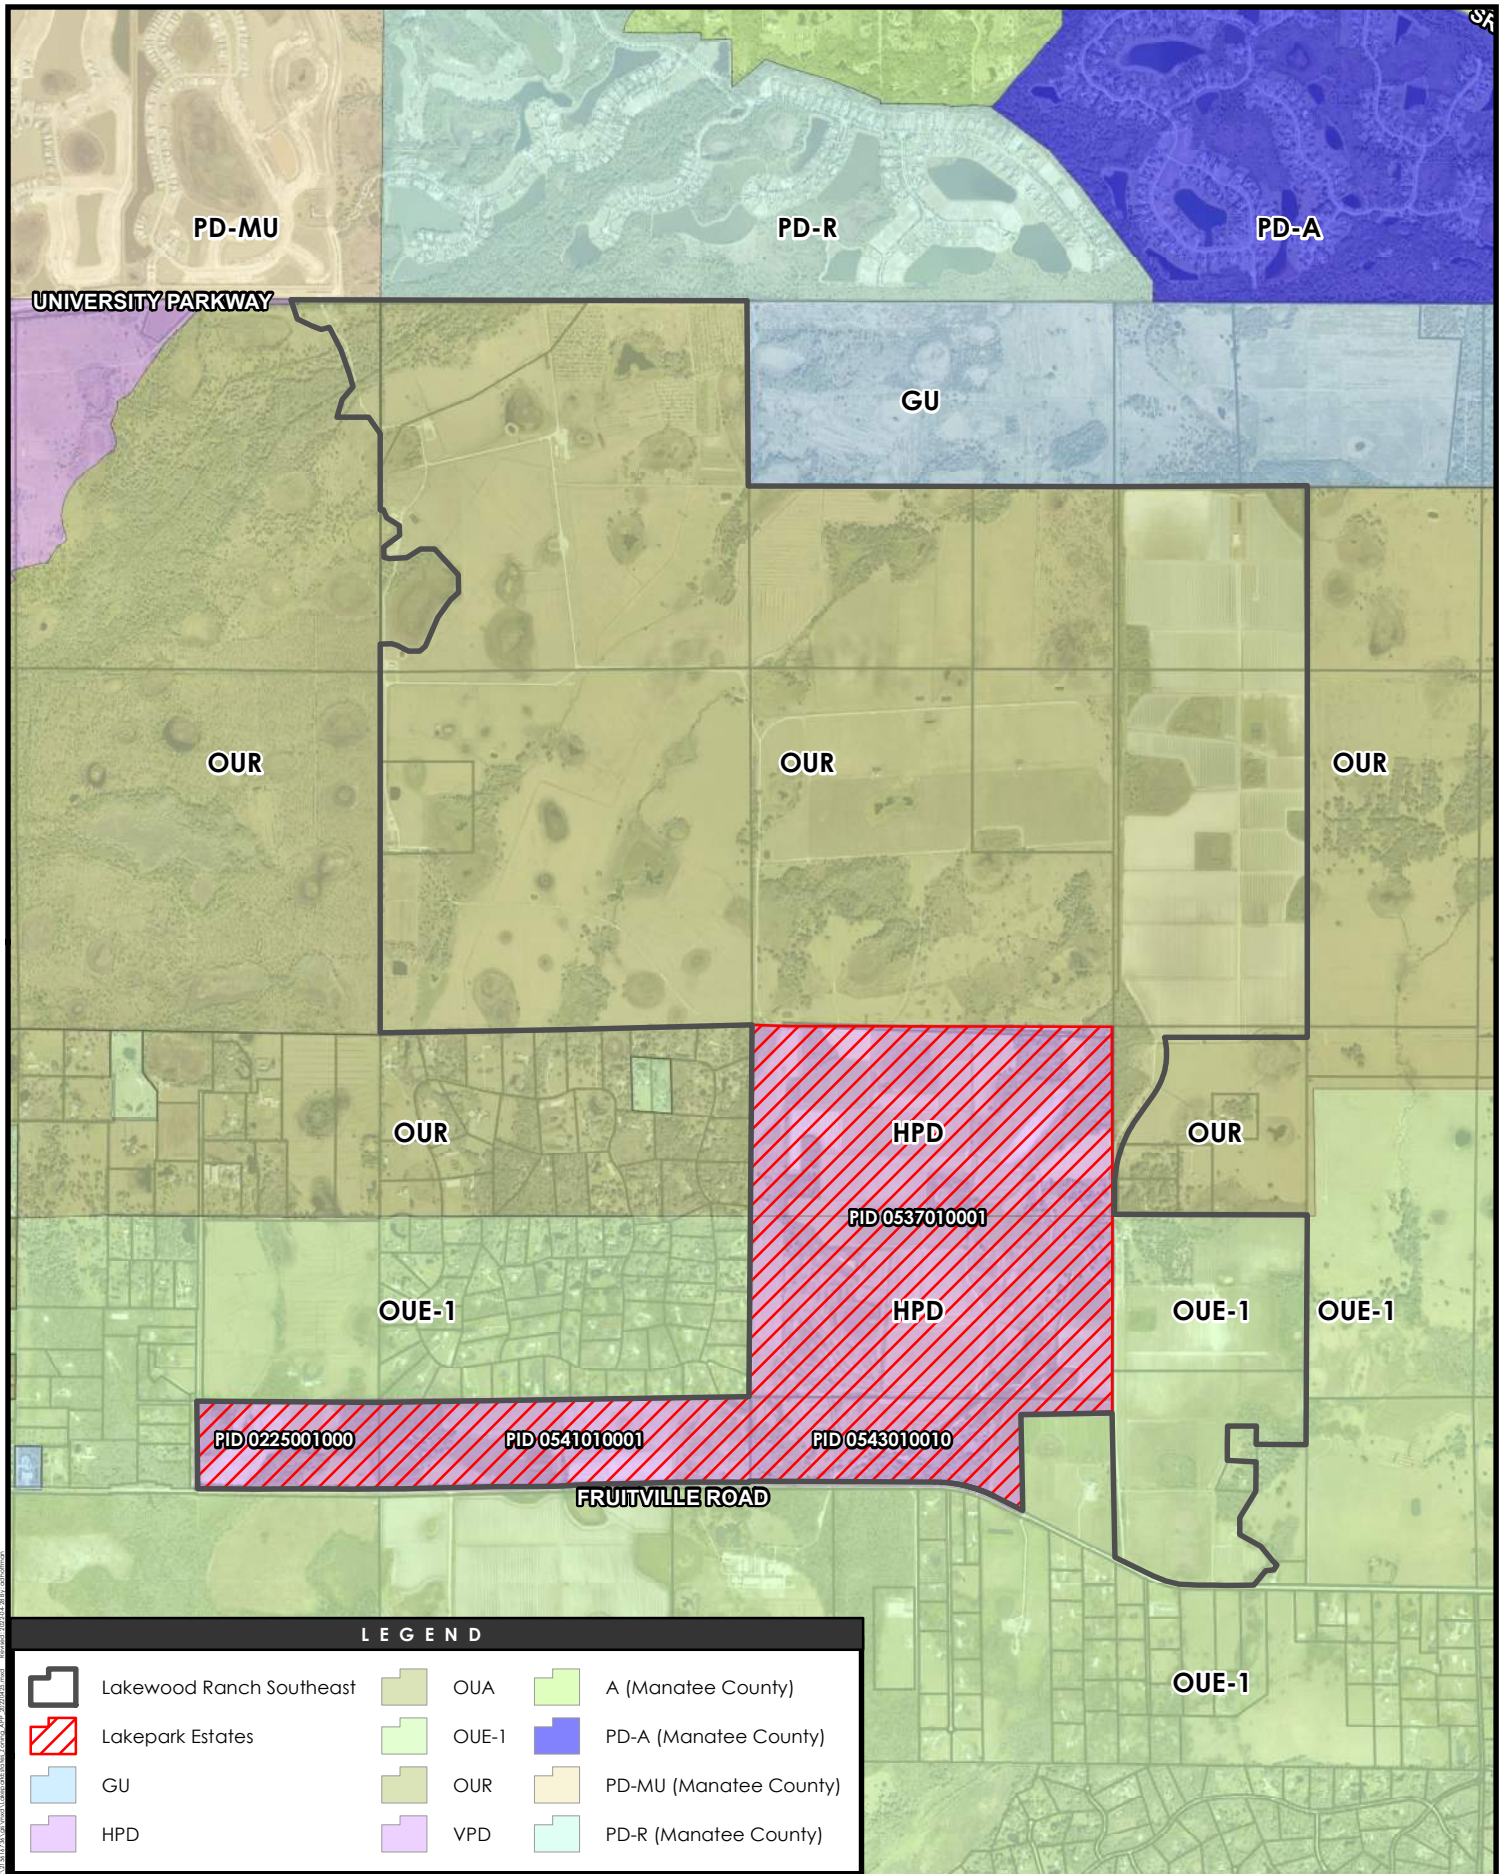 SR
PD-MU
PD-R
PD-A
UNIVERSITY PARKWAY
GU
OUR
OUR
OUR
OUR
HPD
OUR
PID 0537010001
OUE-1
HPD
OUE-1
OUE-1
PID 0225001000
PID 0541010001
PID 0543010010
FRUITVILLE ROAD
OUE-1
LEGEND
Lakewood Ranch Southeast
OUA
A (Manatee County)
Lakepark Estates
OUE-1
PD-A (Manatee County)
GU
OUR
PD-MU (Manatee County)
HPD
VPD
PD-R (Manatee County)